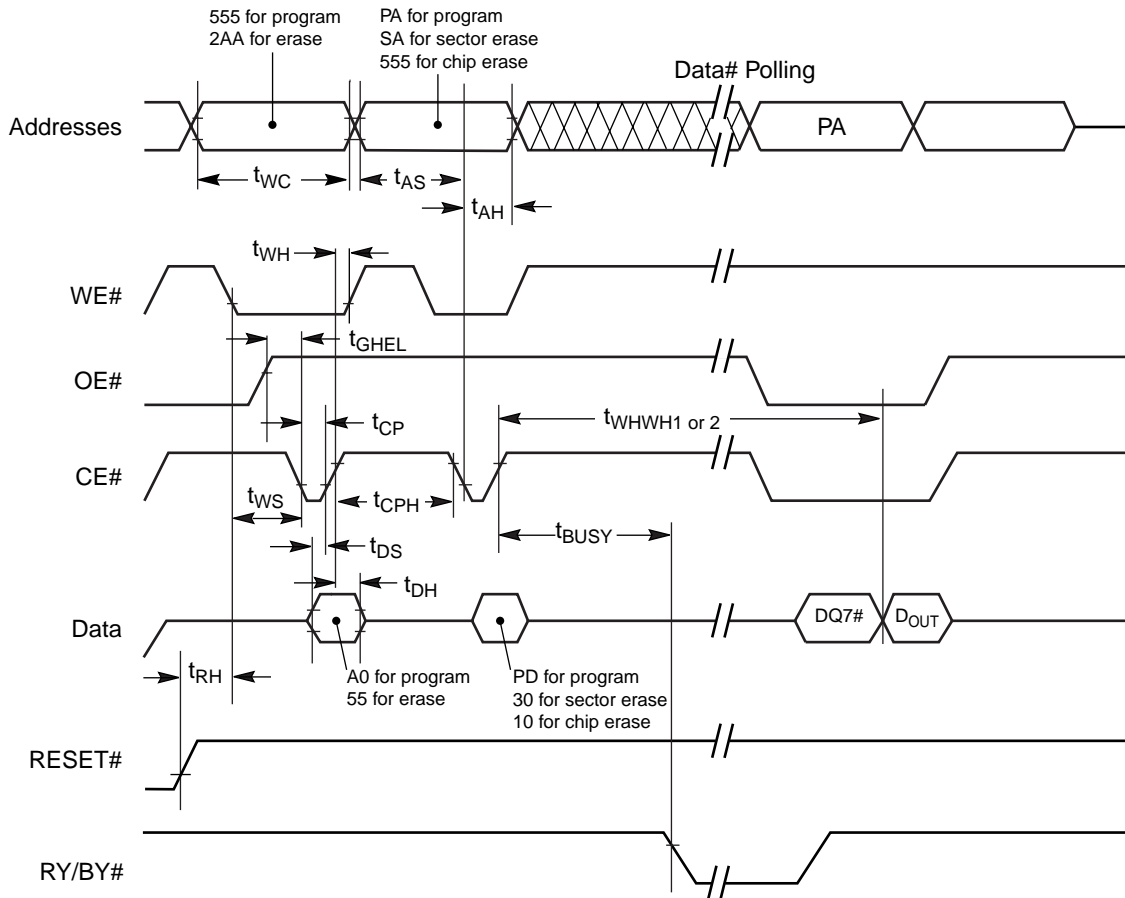 555 for program
2AA for erase
PA for program
SA for sector erase
555 for chip erase
Data# Polling
Addresses
PA
tWC
tAS
tAH
tWH
WE#
tGHEL
OE#
tCP
tWHWH1 or 2
CE#
tWS
tCPH
tBUSY
tDS
tDH
Data
DQ7#
DOUT
tRH
A0 for program
55 for erase
PD for program
30 for sector erase
10 for chip erase
RESET#
RY/BY#